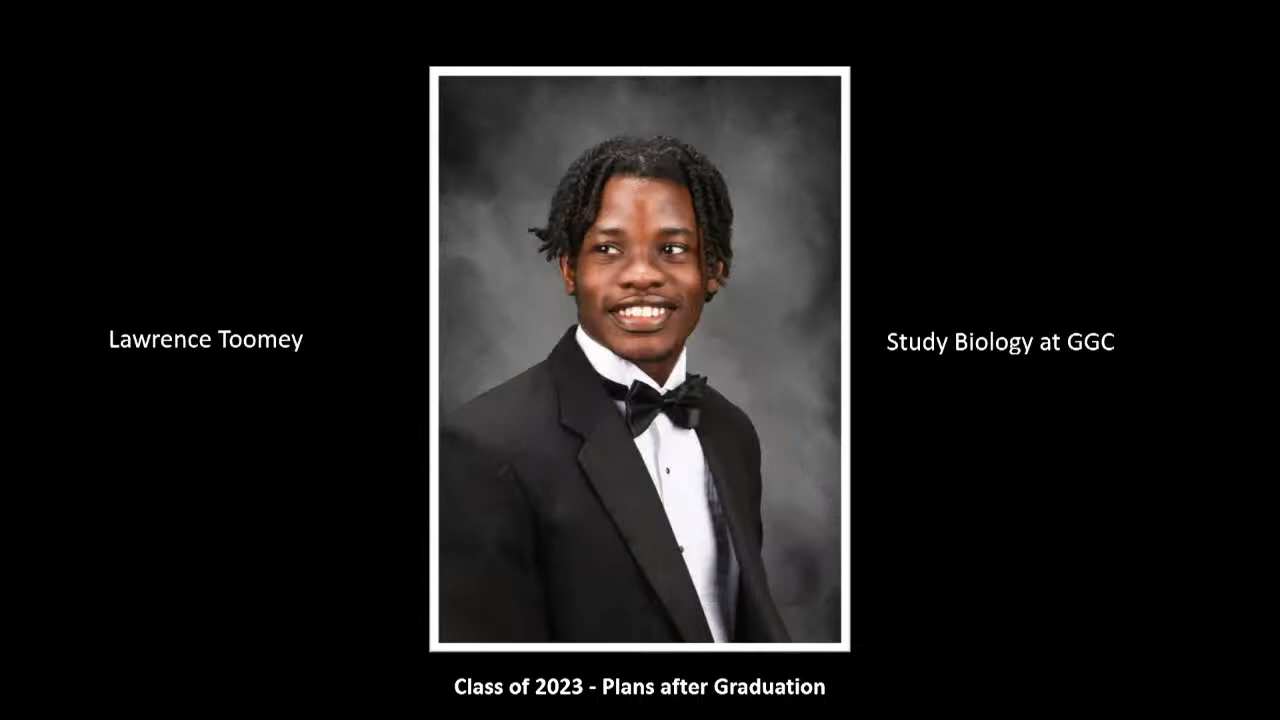 Lawrence Toomey
Study Biology at GGC
Class of 2023 - Plans after Graduation